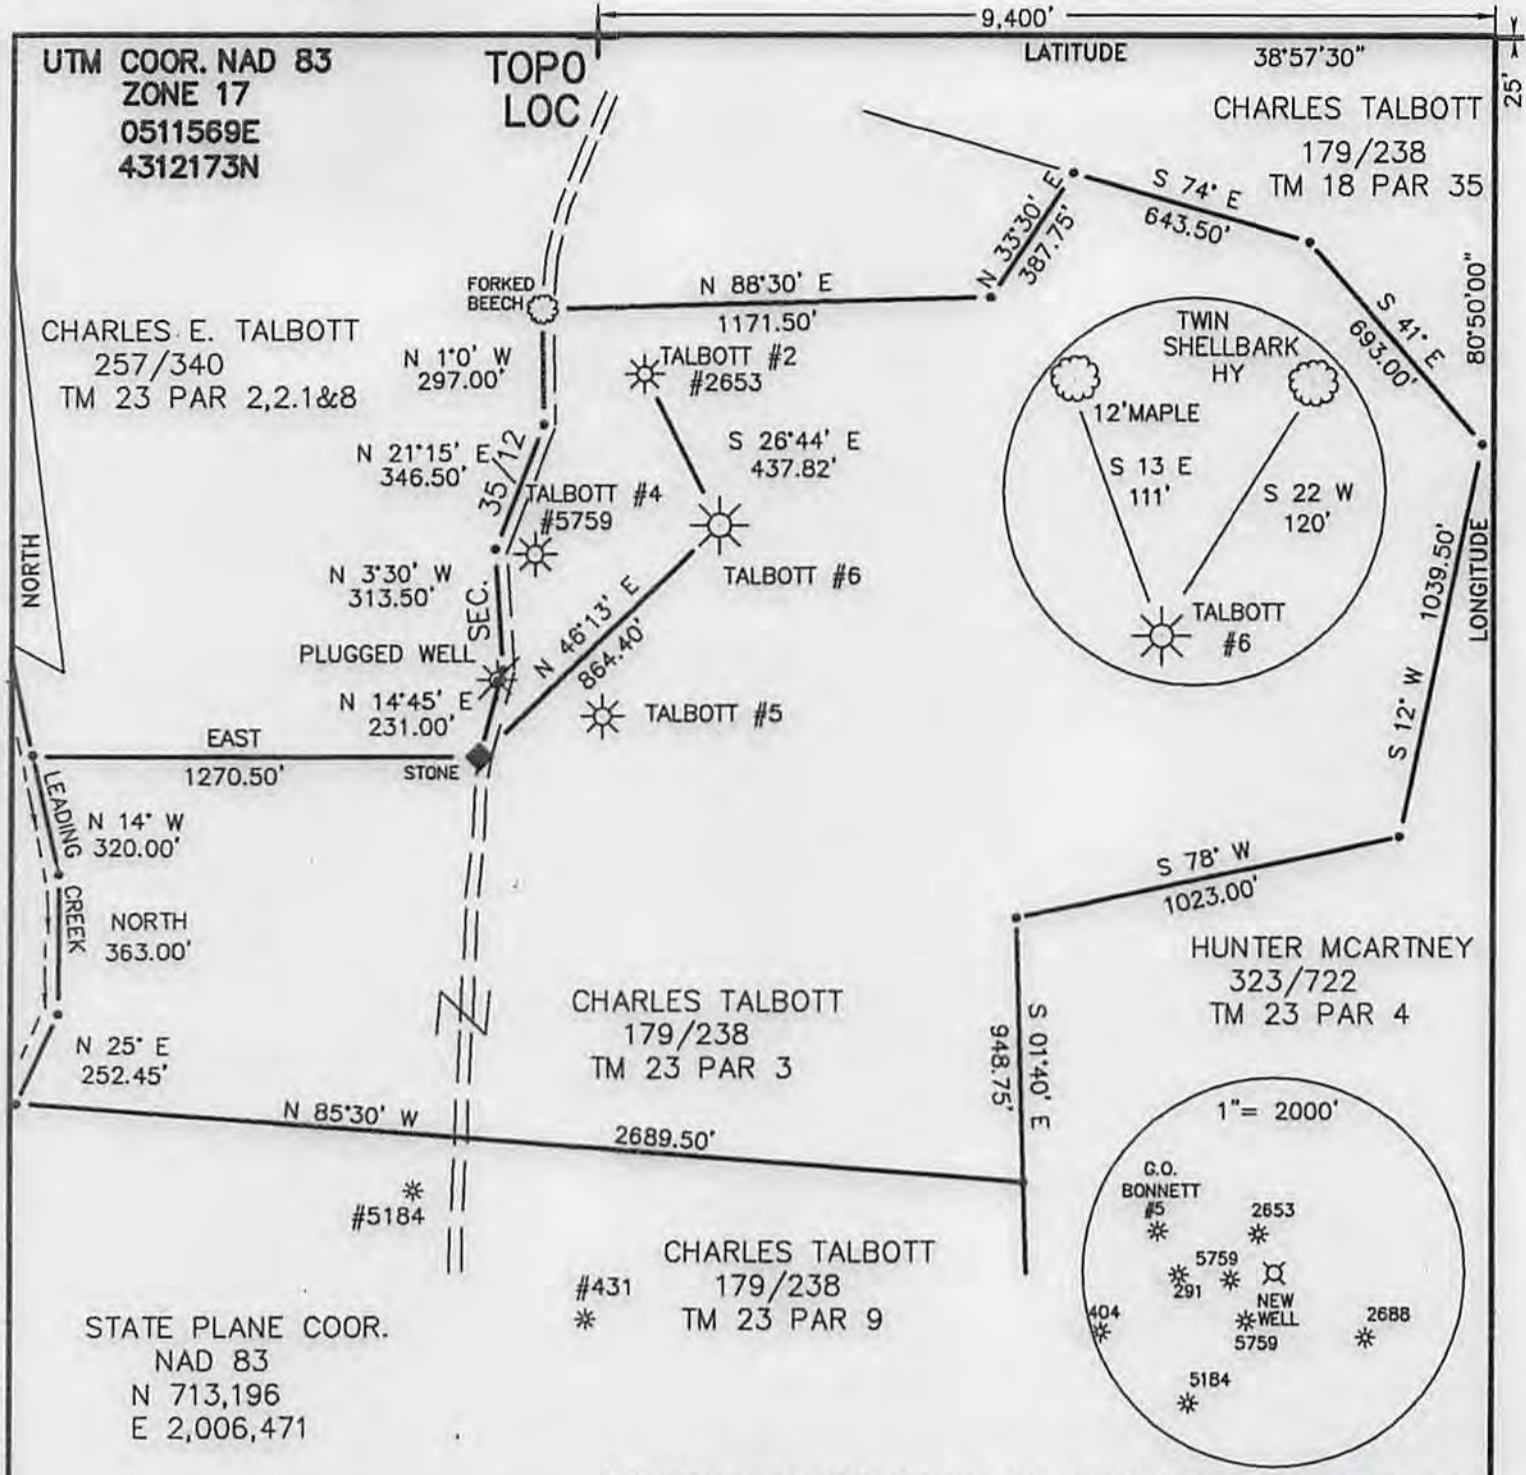 9,400'
LATITUDE 38°57'30"
25'
UTM COOR. NAD 83
ZONE 17
0511569E
4312173N
TOPO
LOC
CHARLES TALBOTT
179/238
TM 18 PAR 35
S 74° E
643.50'
N 33°30' E
387.75'
S 41° E
693.00'
80°50'00"
LONGITUDE
FORKED
BEECH
N 88°30' E
1171.50'
CHARLES E. TALBOTT
257/340
TM 23 PAR 2,2.1&8
N 1°0' W
297.00'
TALBOTT #2
#2653
TWIN
SHELLBARK
HY
12'MAPLE
S 13 E
111'
S 22 W
120'
TALBOTT
#6
N 21°15' E
346.50'
35/12
SEC.
S 26°44' E
437.82'
TALBOTT #4
#5759
TALBOTT #6
NORTH
N 3°30' W
313.50'
PLUGGED WELL
N 46°13' E
864.40'
N 14°45' E
231.00'
TALBOTT #5
1039.50'
S 12° W
EAST
1270.50'
STONE
LEADING
CREEK
N 14° W
320.00'
NORTH
363.00'
N 25° E
252.45'
S 78° W
1023.00'
HUNTER MCARTNEY
323/722
TM 23 PAR 4
CHARLES TALBOTT
179/238
TM 23 PAR 3
S 01°40' E
948.75'
N 85°30' W
2689.50'
1"= 2000'
G.O.
BONNETT
#5
2653
5759
291
NEW
WELL
404
5759
2688
5184
#5184
#431
CHARLES TALBOTT
179/238
TM 23 PAR 9
STATE PLANE COOR.
NAD 83
N 713,196
E 2,006,471